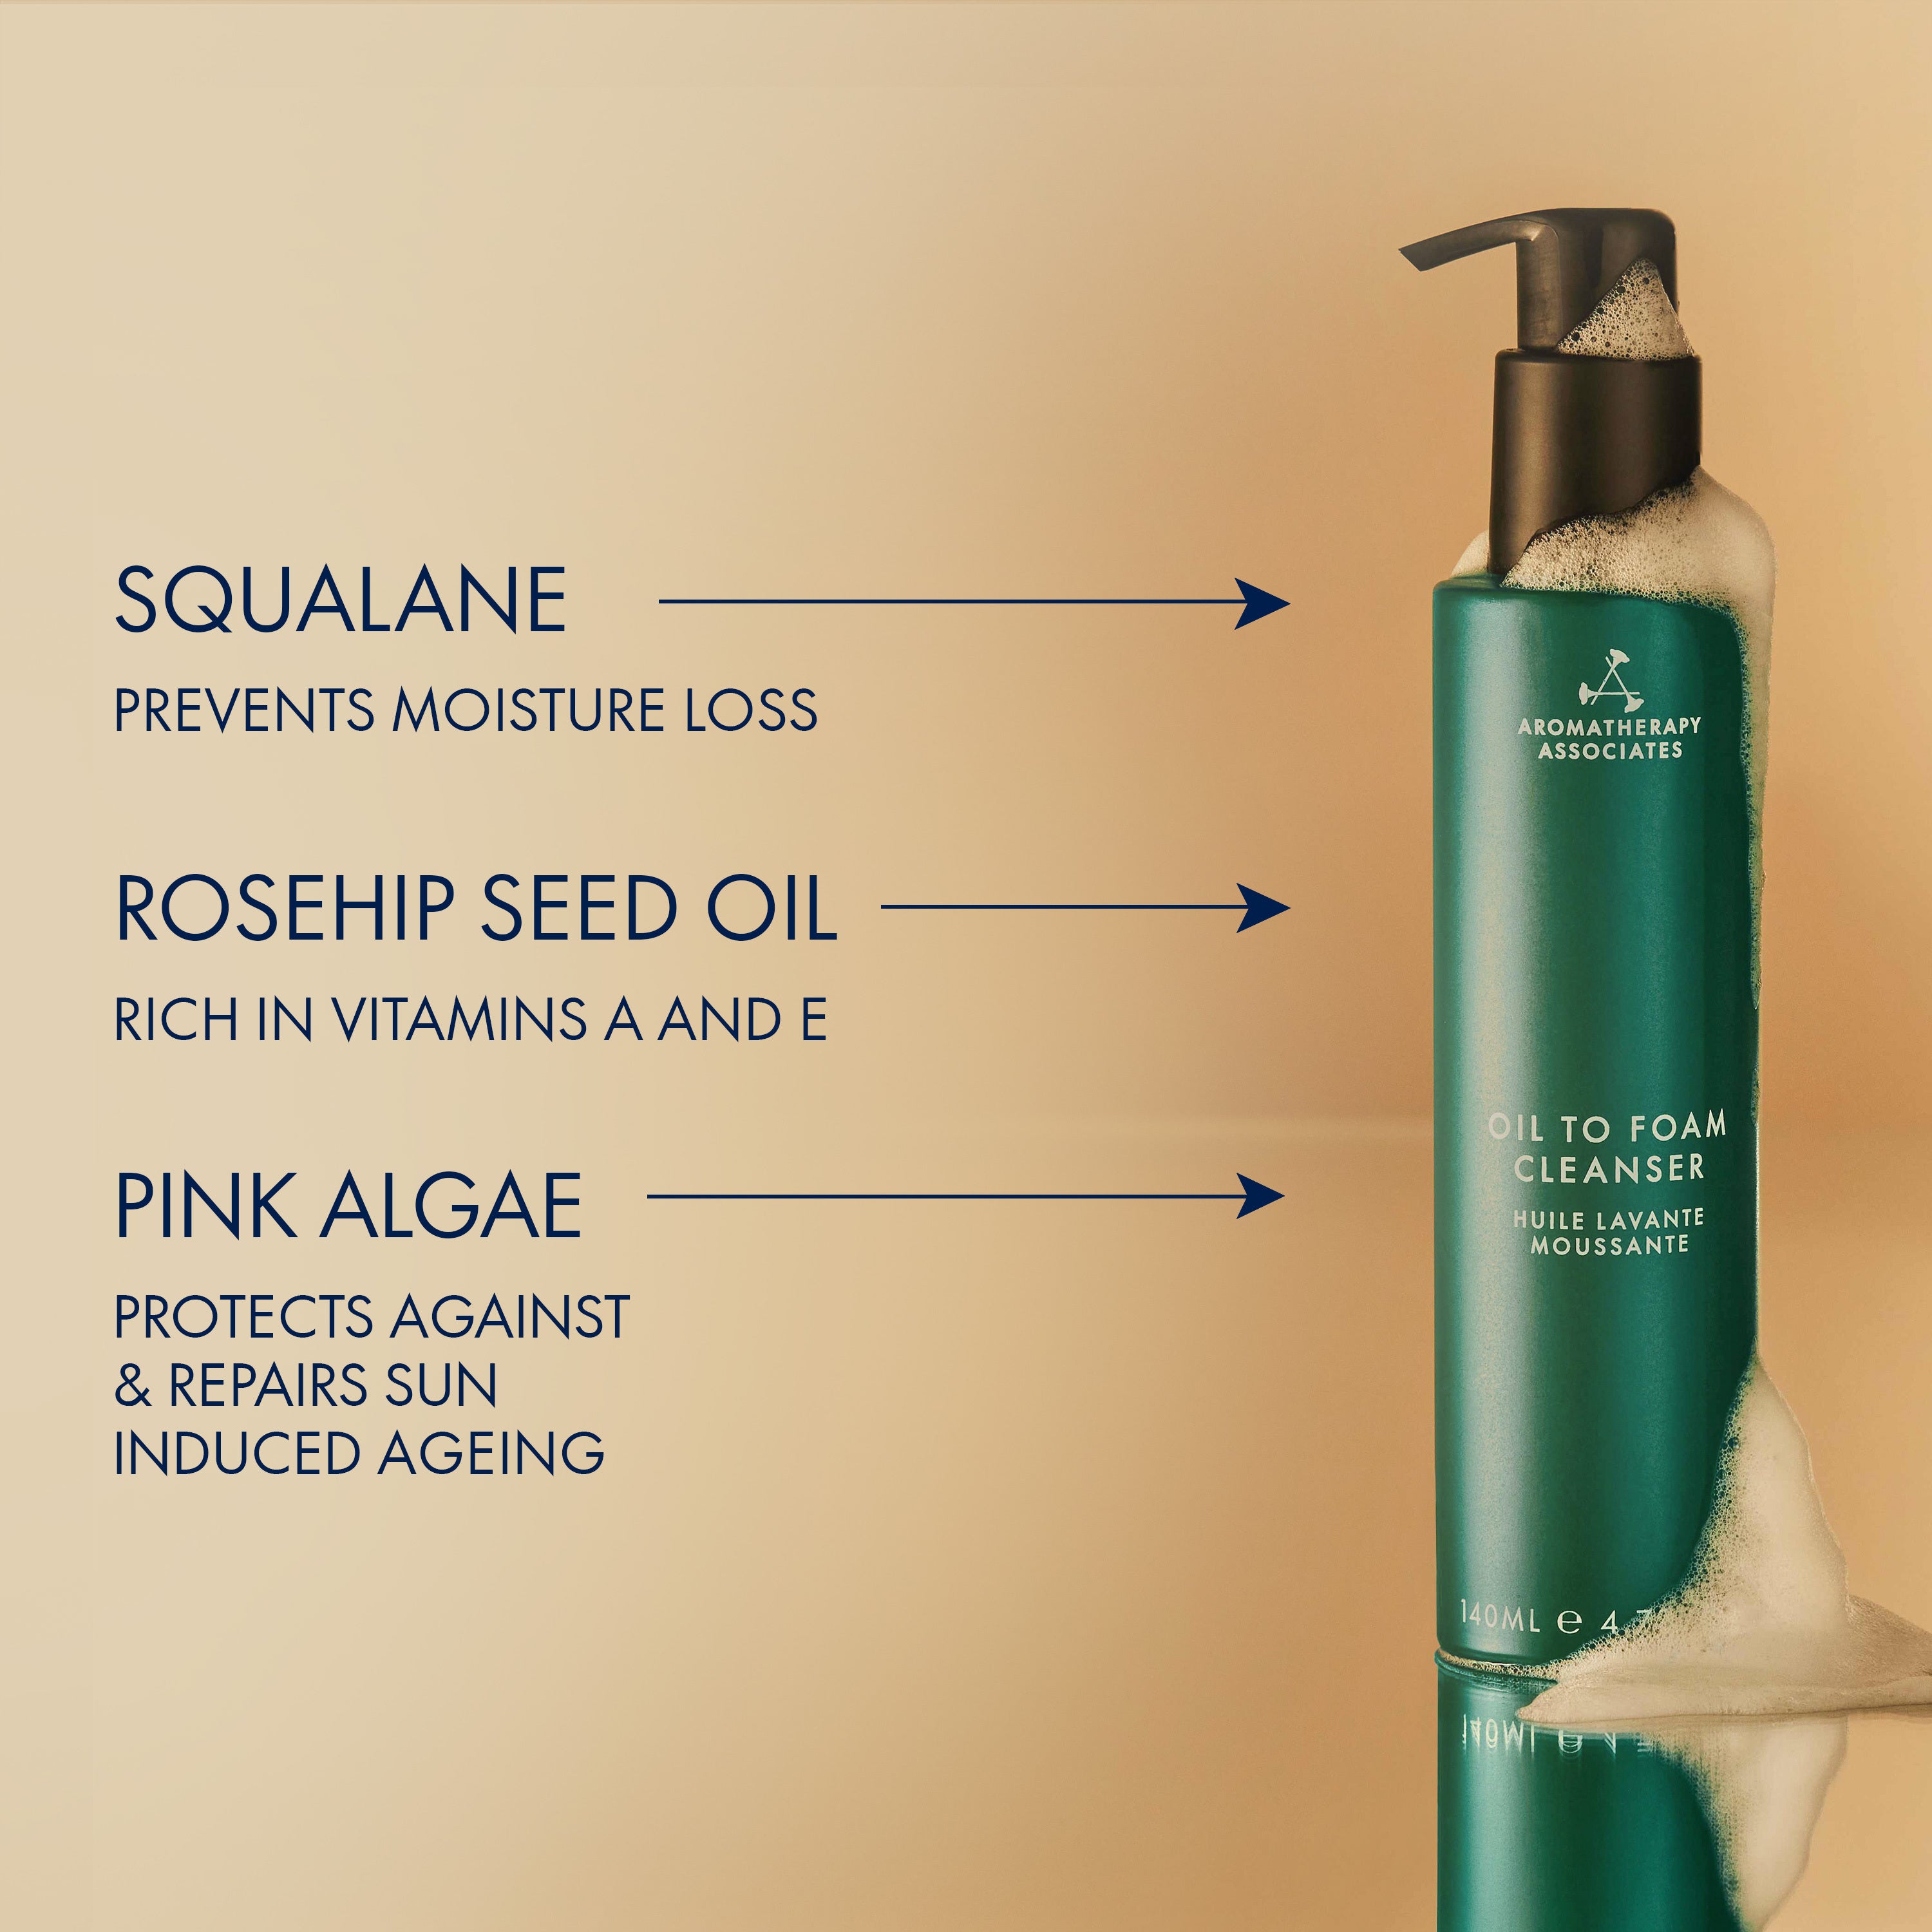 SQUALANE
PREVENTS MOISTURE LOSS
ROSEHIP SEED OIL
RICH IN VITAMINS A AND E
PINK ALGAE
PROTECTS AGAINST
& REPAIRS SUN
INDUCED AGEING
AROMATHERAPY
ASSOCIATES
OIL TO FOAM
CLEANSER
HUILE LAVANTE
MOUSSANTE
140ML ℮ 4